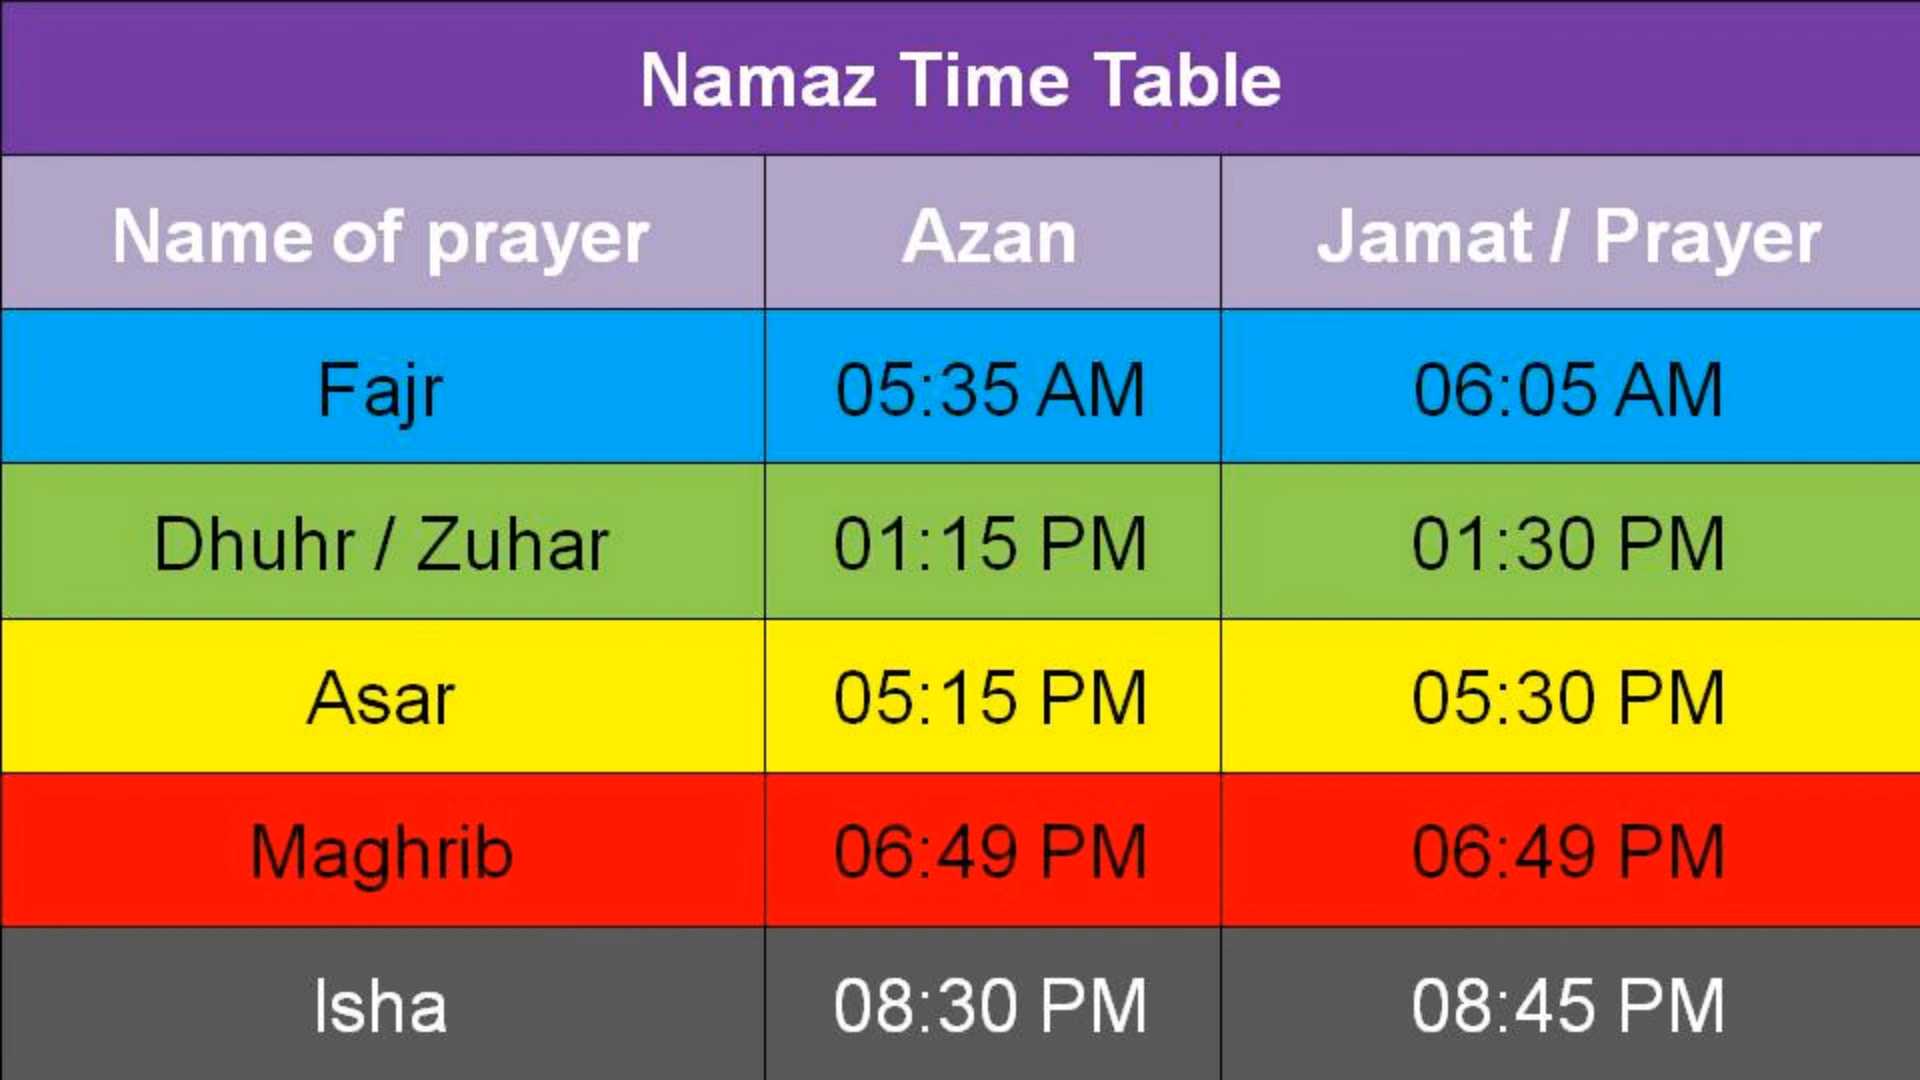 Namaz Time Table
Name of prayer Azan Jamat / Prayer
Fajr 05:35 AM 06:05 AM
Dhuhr / Zuhar 01:15 PM 01:30 PM
Asar 05:15 PM 05:30 PM
Maghrib 06:49 PM 06:49 PM
Isha 08:30 PM 08:45 PM